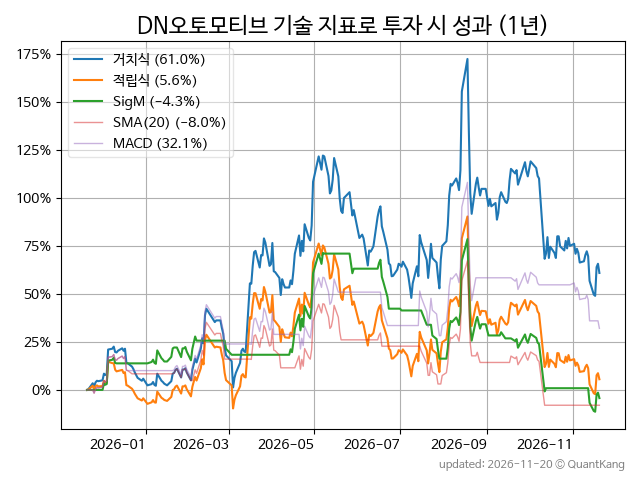 DN오토모티브 기술 지표로 투자 시 성과 (1년)
175%
150%
125%
100%
75%
50%
25%
0%
거치식 (61.0%)
적립식 (5.6%)
SigM (-4.3%)
SMA(20) (-8.0%)
MACD (32.1%)
2026-01
2026-03
2026-05
2026-07
2026-09
2026-11
updated: 2026-11-20 © QuantKang